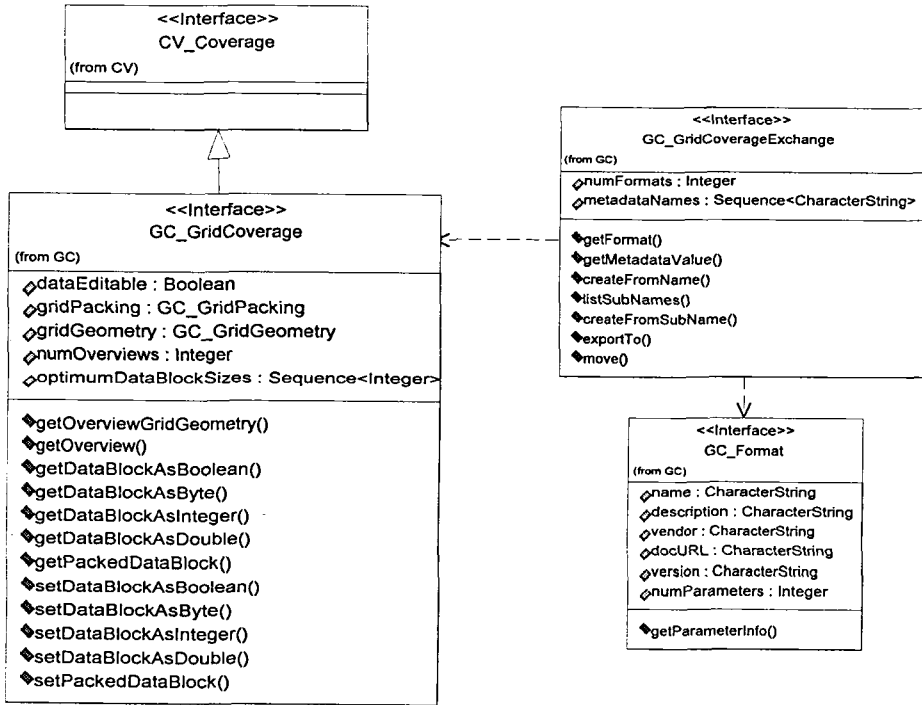 <<Interface>>
CV_Coverage
(from CV)
<<Interface>>
GC_GridCoverage
(from GC)
dataEditable : Boolean
gridPacking : GC_GridPacking
gridGeometry : GC_GridGeometry
numOverviews : Integer
optimumDataBlockSizes : Sequence<Integer>
getOverviewGridGeometry()
getOverview()
getDataBlockAsBoolean()
getDataBlockAsByte()
getDataBlockAsInteger()
getDataBlockAsDouble()
getPackedDataBlock()
setDataBlockAsBoolean()
setDataBlockAsByte()
setDataBlockAsInteger()
setDataBlockAsDouble()
setPackedDataBlock()
<<Interface>>
GC_GridCoverageExchange
(from GC)
numFormats : Integer
metadataNames : Sequence<CharacterString>
getFormat()
getMetadataValue()
createFromName()
listSubNames()
createFromSubName()
exportTo()
move()
<<Interface>>
GC_Format
(from GC)
name : CharacterString
description : CharacterString
vendor : CharacterString
docURL : CharacterString
version : CharacterString
numParameters : Integer
getParameterInfo()